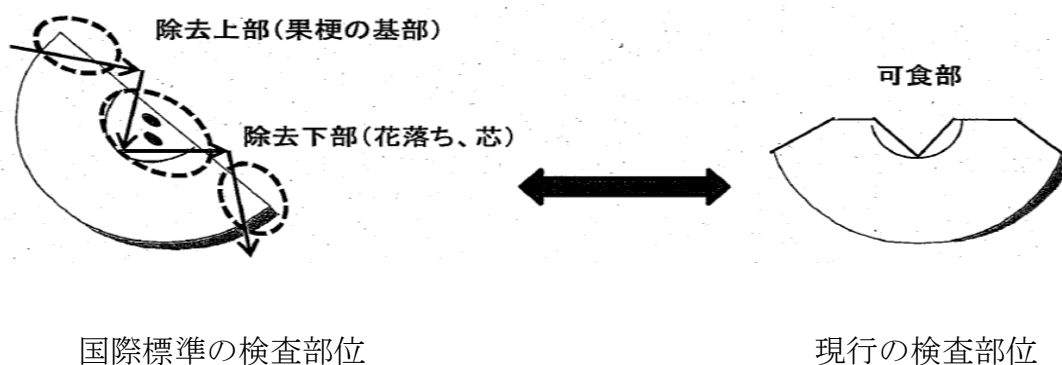 除去上部(果梗の基部)
可食部
除去下部(花落ち、芯)
国際標準の検査部位
現行の検査部位